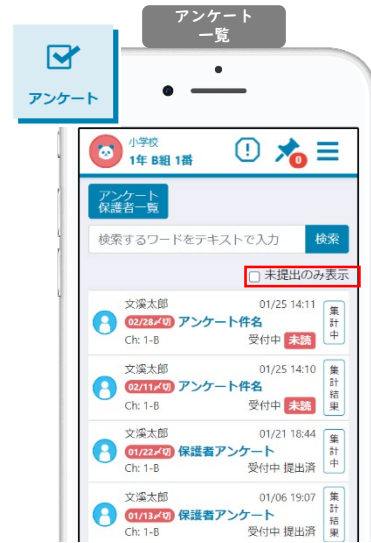 アンケート
一覧
アンケート
小学校
1年 B組 1番
0
アンケート
保護者一覧
検索するワードをテキストで入力
検索
未提出のみ表示
文溪太郎 01/25 14:11
02/28〆切 アンケート件名
Ch: 1-B 受付中 未読
集計中
文溪太郎 01/25 14:10
02/11〆切 アンケート件名
Ch: 1-B 受付中 未読
集計結果
文溪太郎 01/21 18:44
01/22〆切 保護者アンケート
Ch: 1-B 受付中 提出済
集計中
文溪太郎 01/06 19:07
01/13〆切 保護者アンケート
Ch: 1-B 受付中 提出済
集計結果